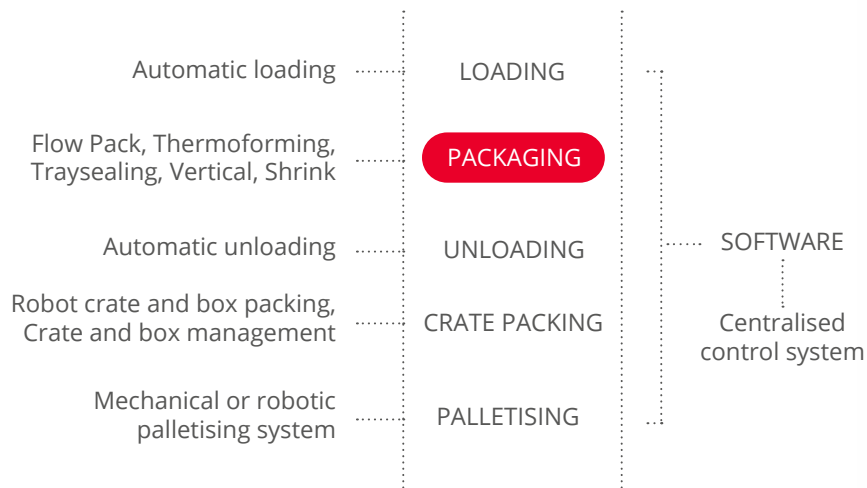 Automatic loading
LOADING
Flow Pack, Thermoforming,
Traysealing, Vertical, Shrink
PACKAGING
Automatic unloading
UNLOADING
Robot crate and box packing,
Crate and box management
CRATE PACKING
Mechanical or robotic
palletising system
PALLETISING
SOFTWARE
Centralised
control system